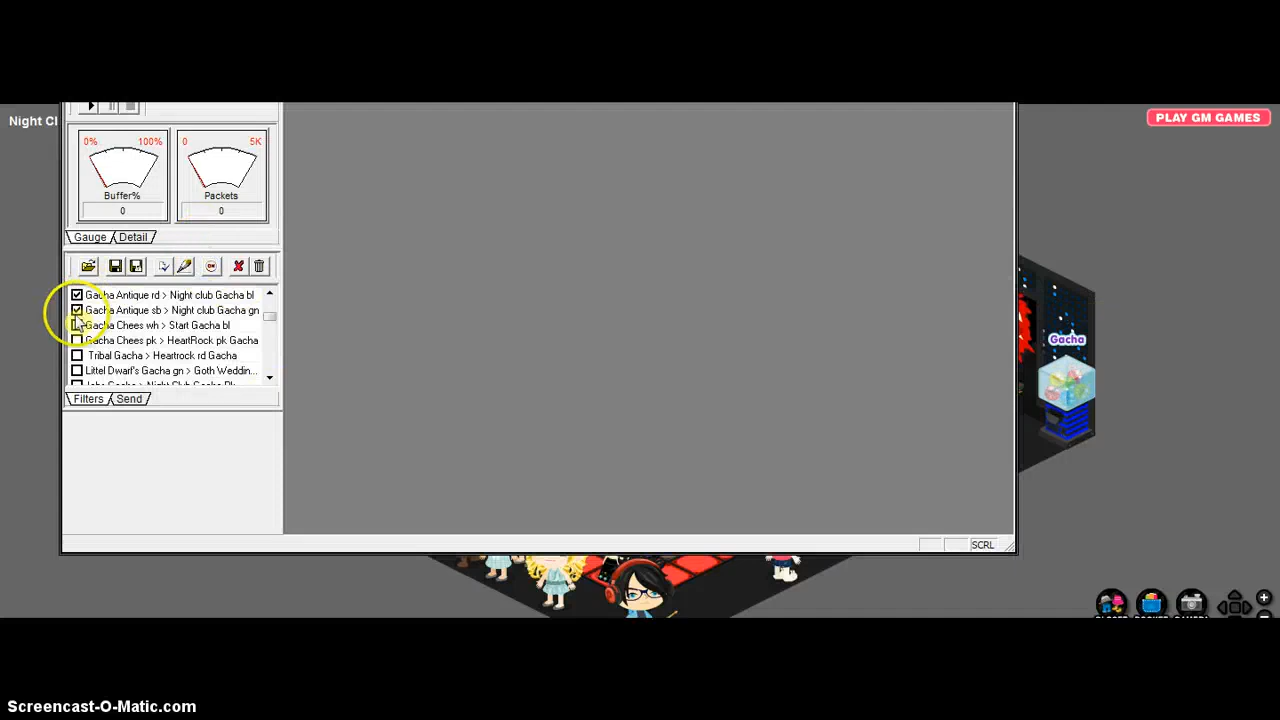 Night Cl
PLAY GM GAMES
0% 100%
0 5K
Buffer%
Packets
0
0
Gauge
Detail
Gacha Antique rd > Night club Gacha bl
Gacha Antique sb > Night club Gacha gn
Gacha Chees wh > Start Gacha bl
Gacha Chees pk > HeartRock pk Gacha
Tribal Gacha > Heartrock rd Gacha
Littel Dwarf's Gacha gn > Goth Weddin...
Filters
Send
Gacha
SCRL
Screencast-O-Matic.com